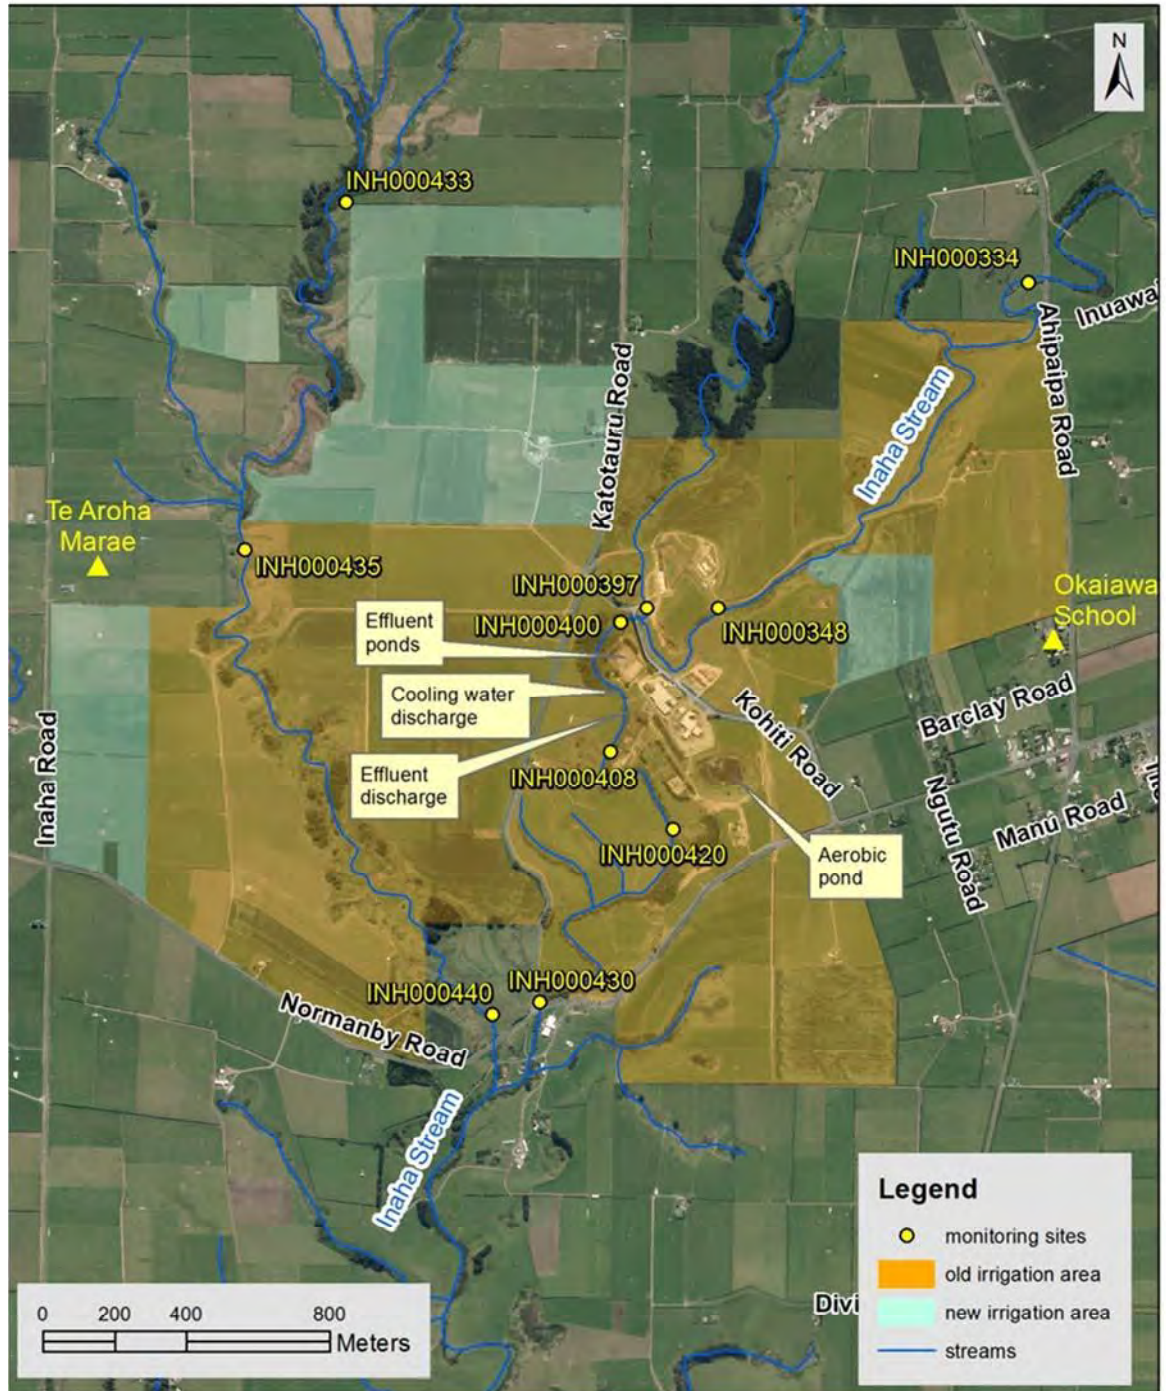 N
INH000433
INH000334
Ahipaipa Road
Katotauru Road
Inaha Stream
Te Aroha
Marae
INH000435
INH000397
INH000400
INH000348
Okaiawa
School
Effluent
ponds
Cooling water
discharge
Effluent
discharge
INH000408
Kohiti Road
Barclay Road
Inaha Road
Ngutu Road
Manu Road
INH000420
Aerobic
pond
INH000440
INH000430
Normanby Road
Inaha Stream
Legend
monitoring sites
old irrigation area
new irrigation area
streams
0 200 400 800
Meters